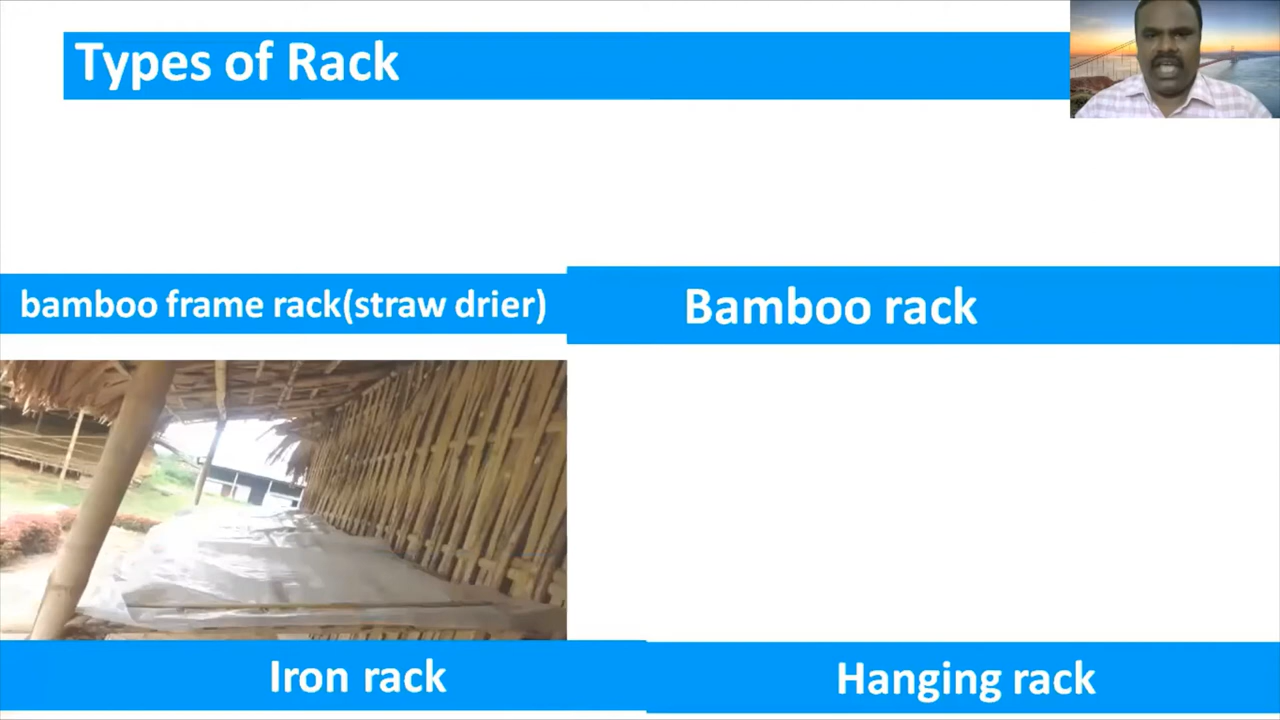 Types of Rack
bamboo frame rack(straw drier)
Bamboo rack
Iron rack
Hanging rack